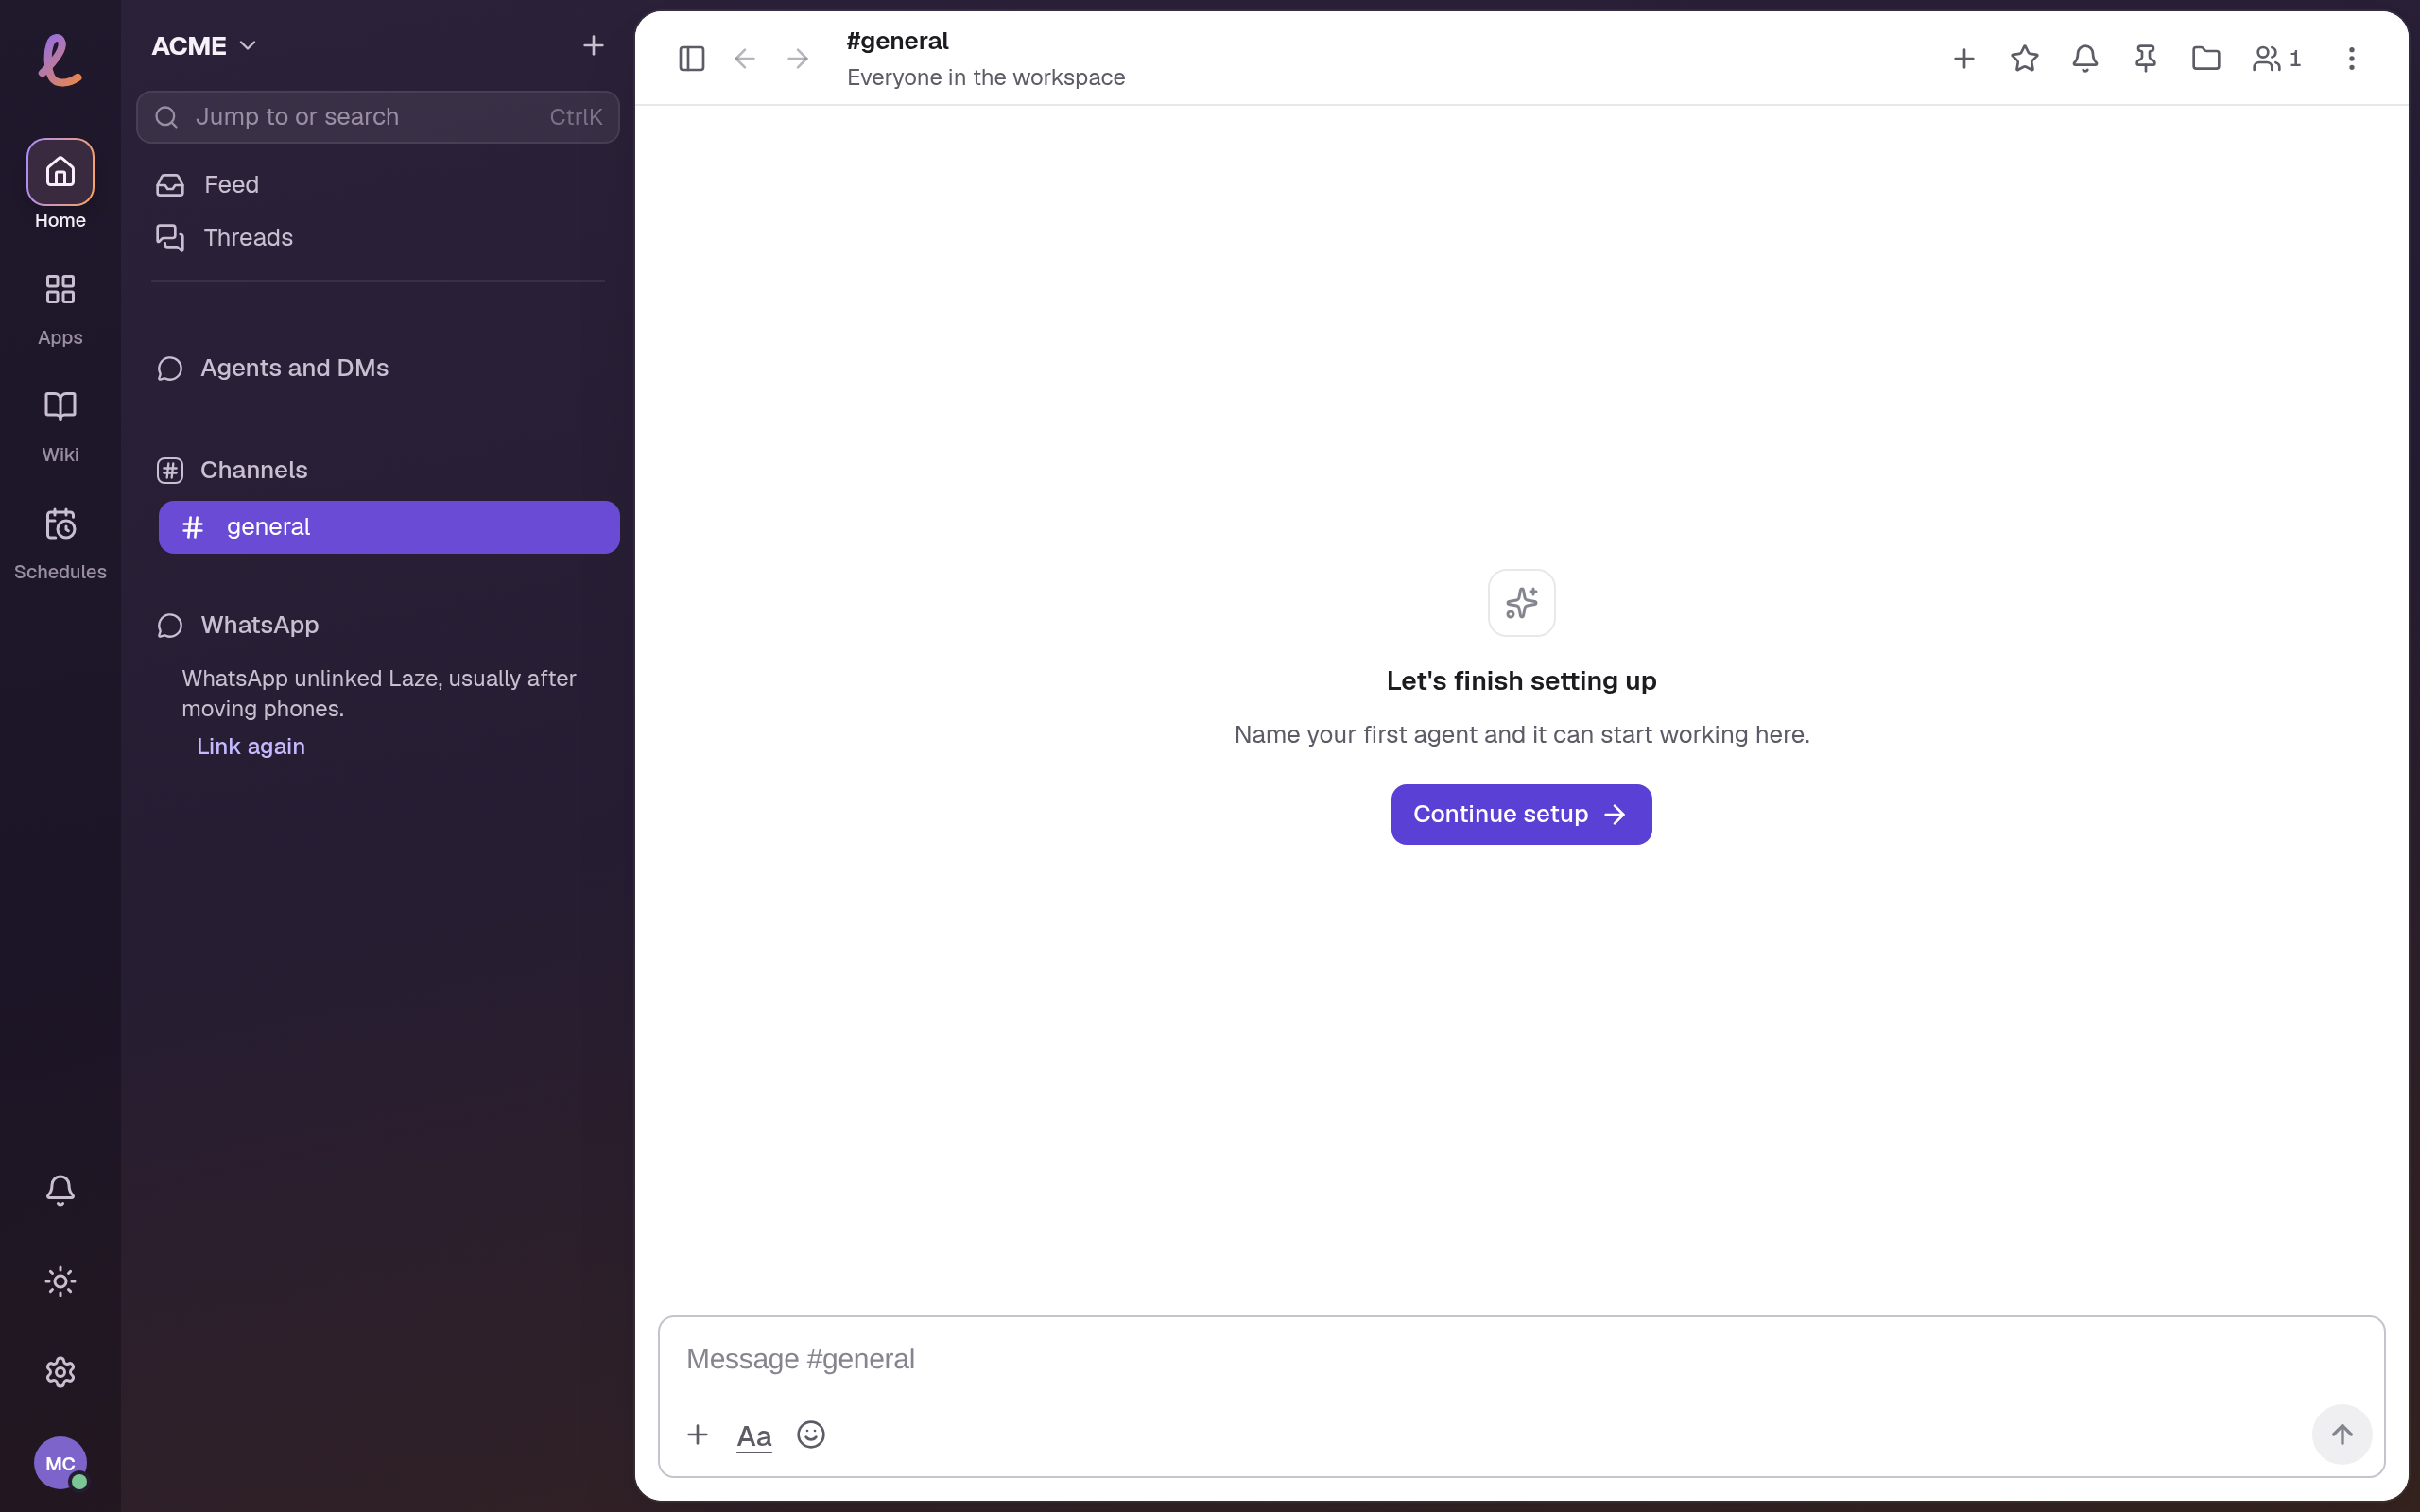 ACME
Jump to or search
CtrlK
Home
Feed
Threads
Apps
Agents and DMs
Wiki
Channels
general
Schedules
WhatsApp
WhatsApp unlinked Laze, usually after
moving phones.
Link again
MC
#general
Everyone in the workspace
1
Let's finish setting up
Name your first agent and it can start working here.
Continue setup
Message #general
Aa